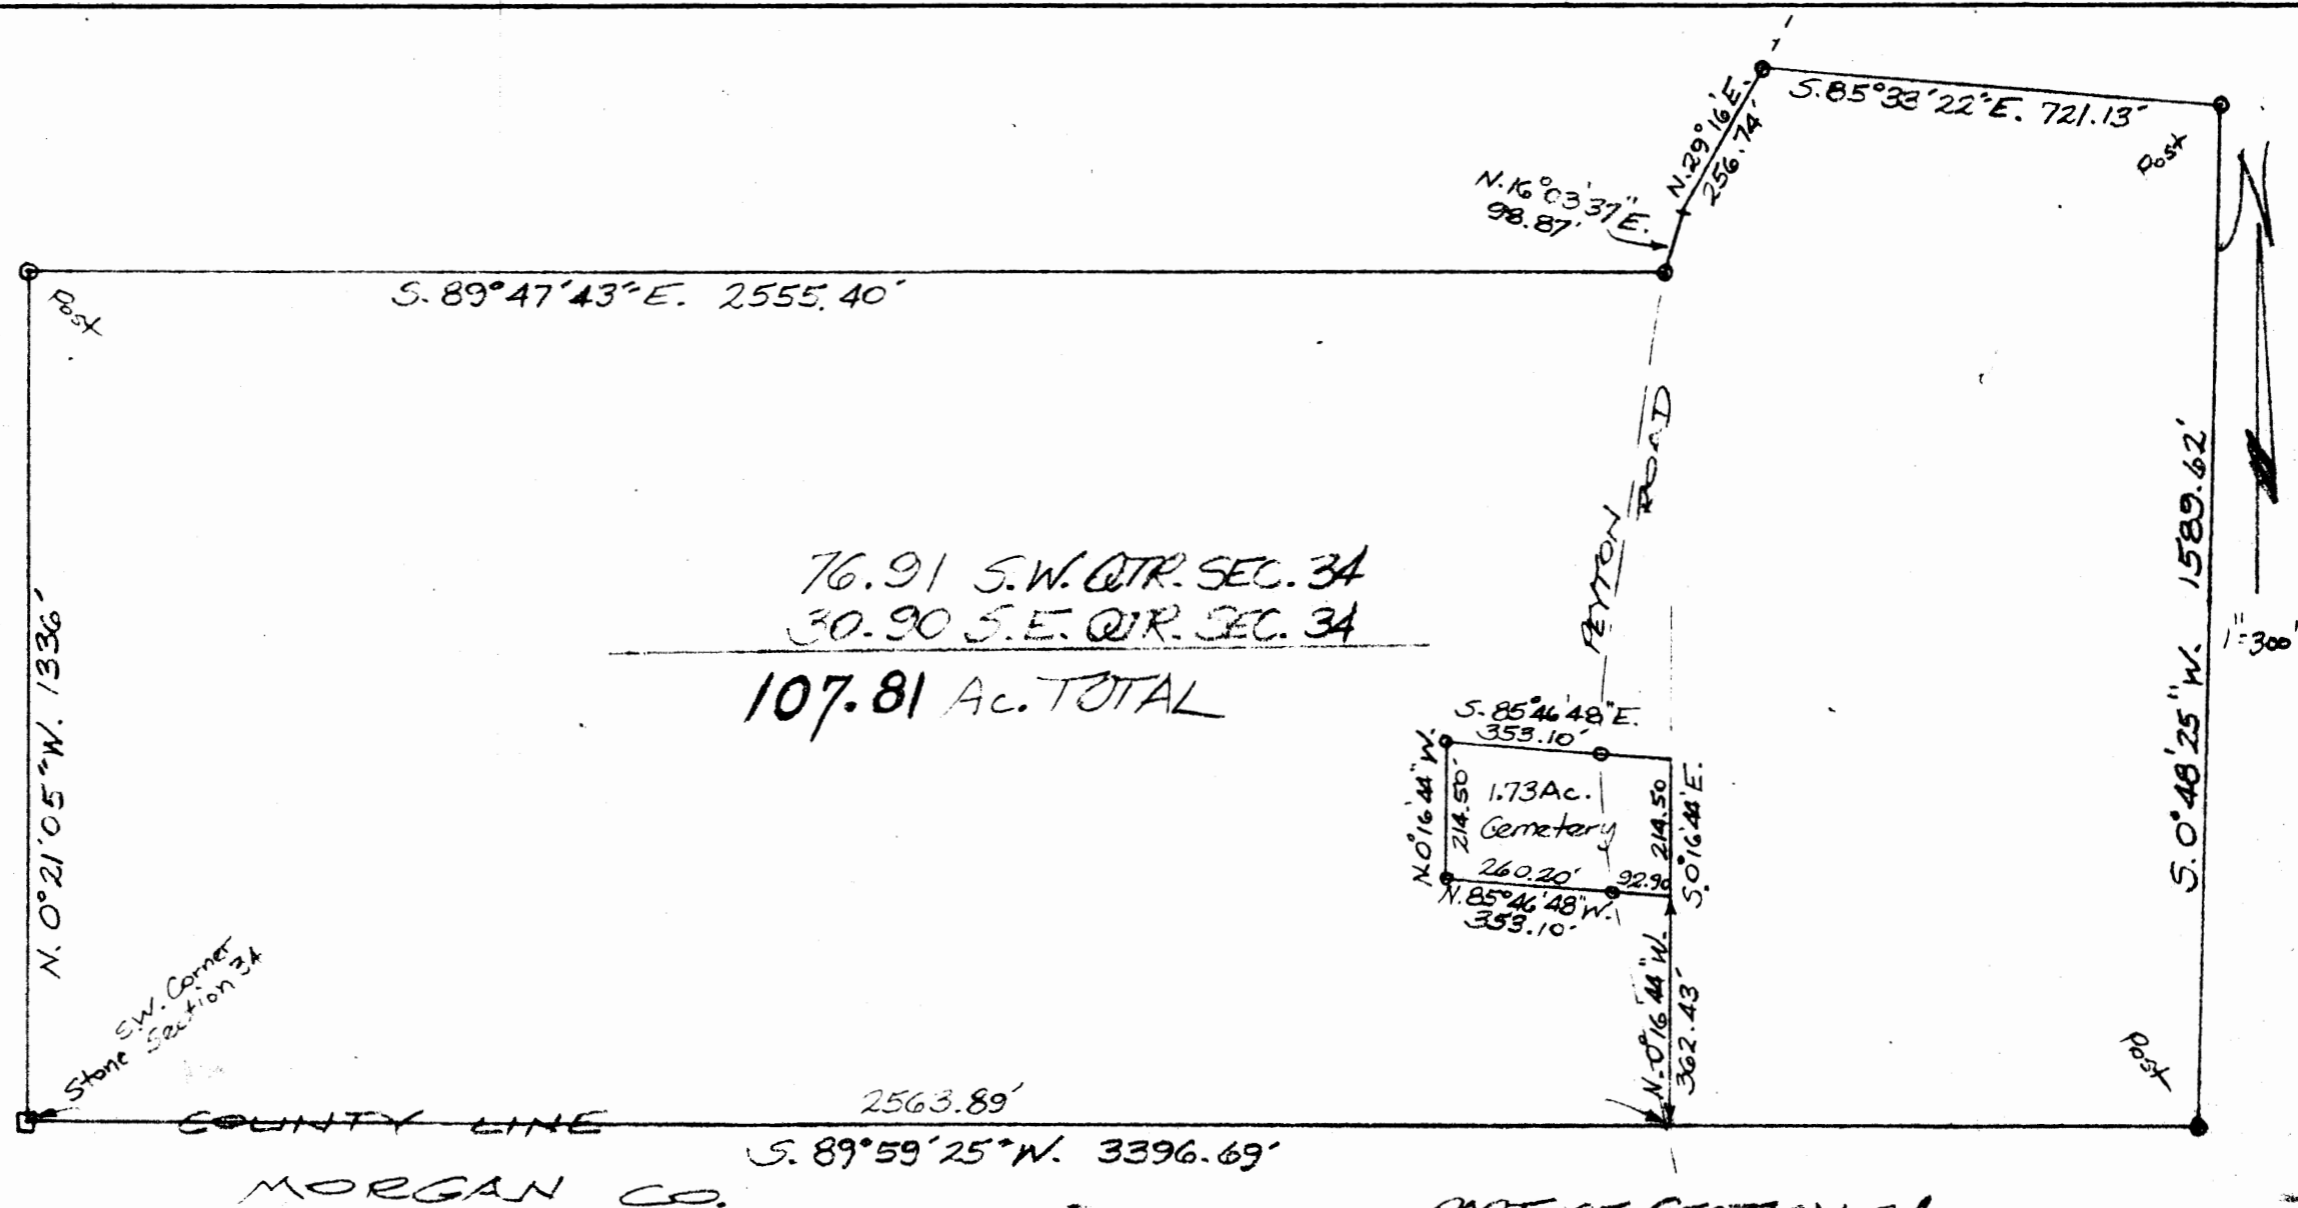 S. 85°33'22"E. 721.13'
Post
N. 29°16'E.
256.74'
N. 16°03'37"E.
98.87'
Post
S. 89°47'43"E. 2555.40'
PEYTON ROAD
S. 0°48'25"W. 1589.62'
1"=300'
76.91 S.W. QTR. SEC. 34
30.90 S.E. QTR. SEC. 34
107.81 Ac. TOTAL
N. 0°21'05"W. 1336'
S. 85°46'48"E.
353.10'
N. 0°16'44"W.
214.50'
1.73 Ac.
Cemetery
214.50
S. 0°16'44"E.
260.20'
92.90
N. 85°46'48"W.
353.10'
N. 0°16'44"W.
362.43'
S.W. Corner
Stone Section 34
Post
2563.89'
COUNTY LINE
S. 89°59'25"W. 3396.69'
MORGAN CO.